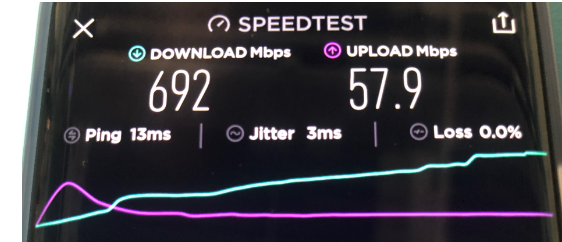 SPEEDTEST
DOWNLOAD Mbps UPLOAD Mbps
692 57.9
Ping 13ms Jitter 3ms Loss 0.0%